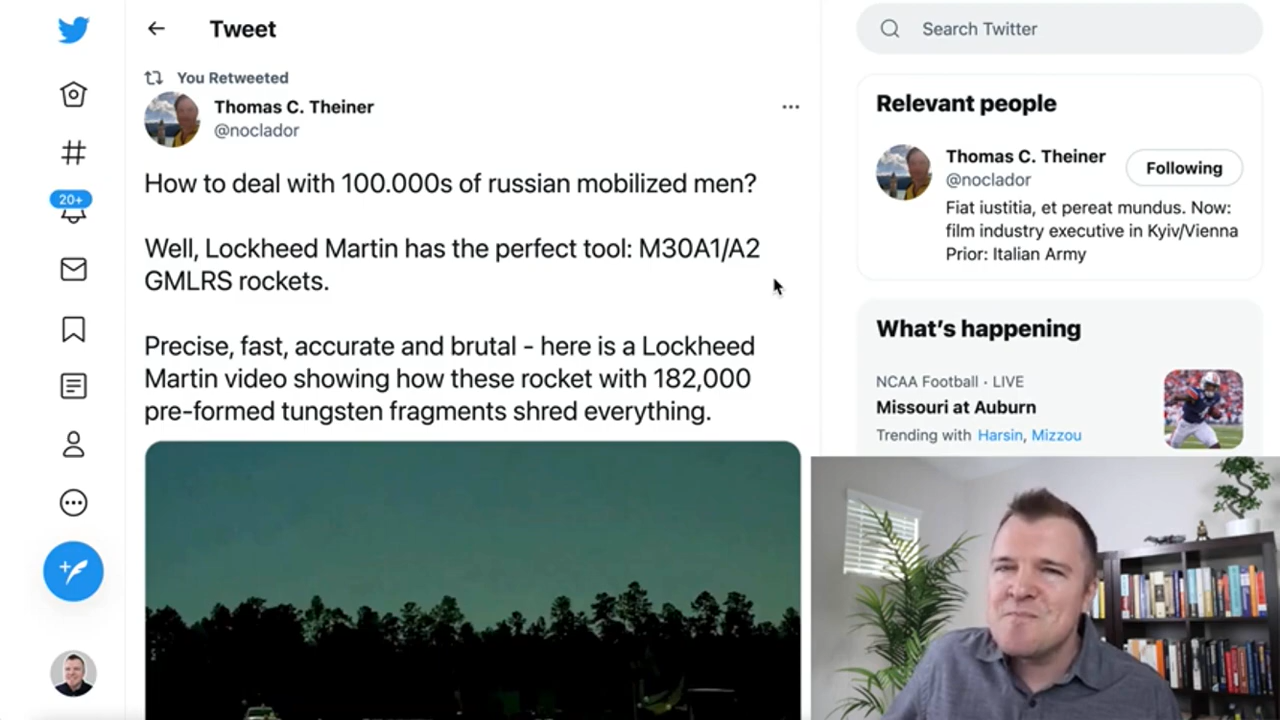 Tweet
Search Twitter
You Retweeted
Thomas C. Theiner
@noclador
How to deal with 100.000s of russian mobilized men?
Well, Lockheed Martin has the perfect tool: M30A1/A2
GMLRS rockets.
Precise, fast, accurate and brutal - here is a Lockheed
Martin video showing how these rocket with 182,000
pre-formed tungsten fragments shred everything.
20+
Relevant people
Thomas C. Theiner
@noclador
Following
Fiat iustitia, et pereat mundus. Now:
film industry executive in Kyiv/Vienna
Prior: Italian Army
What's happening
NCAA Football · LIVE
Missouri at Auburn
Trending with Harsin, Mizzou